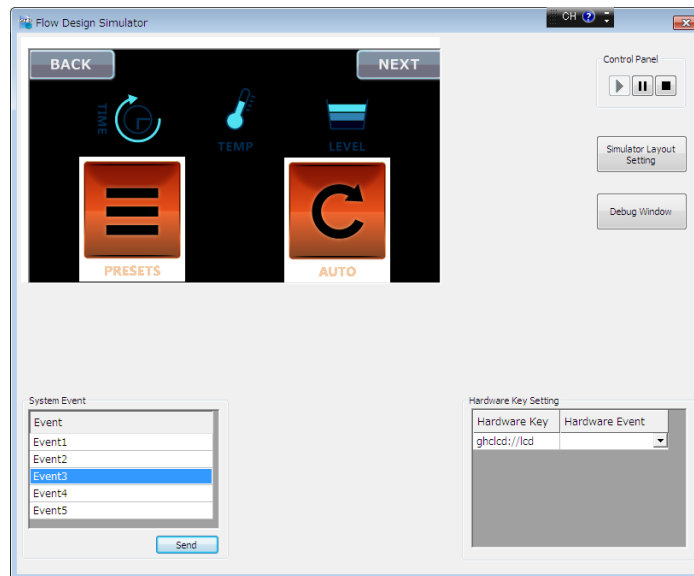 Flow Design Simulator
CH
BACK
NEXT
TIME
TEMP
LEVEL
PRESETS
AUTO
Control Panel
Simulator Layout
Setting
Debug Window
System Event
Event
Event1
Event2
Event3
Event4
Event5
Send
Hardware Key Setting
Hardware Key Hardware Event
ghclcd://lcd